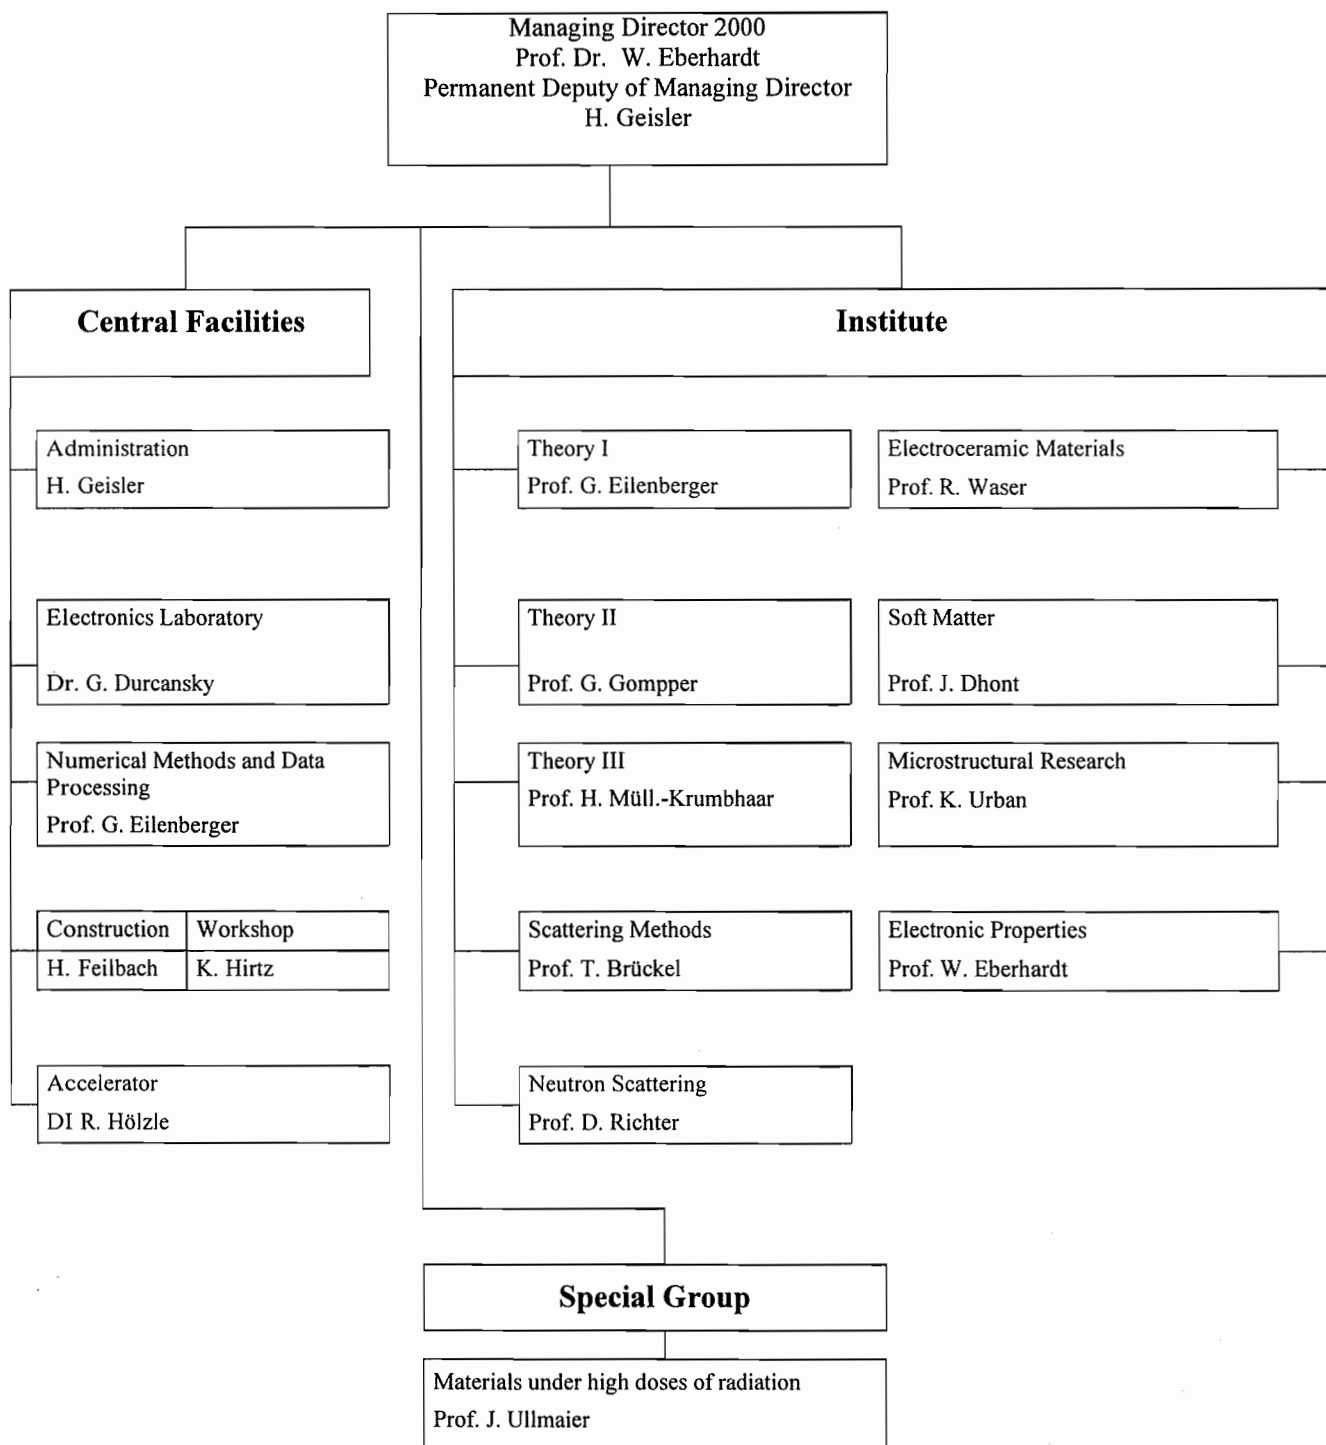 Managing Director 2000
Prof. Dr. W. Eberhardt
Permanent Deputy of Managing Director
H. Geisler
Central Facilities
Administration
H. Geisler
Electronics Laboratory
Dr. G. Durcansky
Numerical Methods and Data
Processing
Prof. G. Eilenberger
Construction
Workshop
H. Feilbach
K. Hirtz
Accelerator
DI R. Hölzle
Institute
Theory I
Prof. G. Eilenberger
Theory II
Prof. G. Gompper
Theory III
Prof. H. Müll.-Krumbhaar
Scattering Methods
Prof. T. Brückel
Neutron Scattering
Prof. D. Richter
Electroceramic Materials
Prof. R. Waser
Soft Matter
Prof. J. Dhont
Microstructural Research
Prof. K. Urban
Electronic Properties
Prof. W. Eberhardt
Special Group
Materials under high doses of radiation
Prof. J. Ullmaier